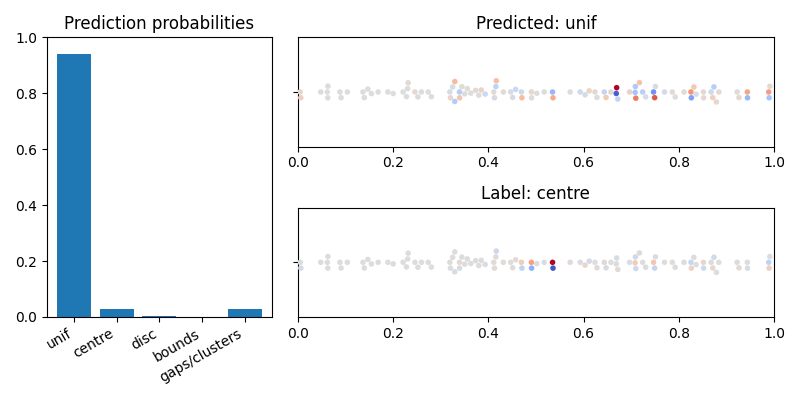 Prediction probabilities
1.0
0.8
0.6
0.4
0.2
0.0
unif
centre
disc
bounds
gaps/clusters
Predicted: unif
0.0 0.2 0.4 0.6 0.8 1.0
Label: centre
0.0 0.2 0.4 0.6 0.8 1.0